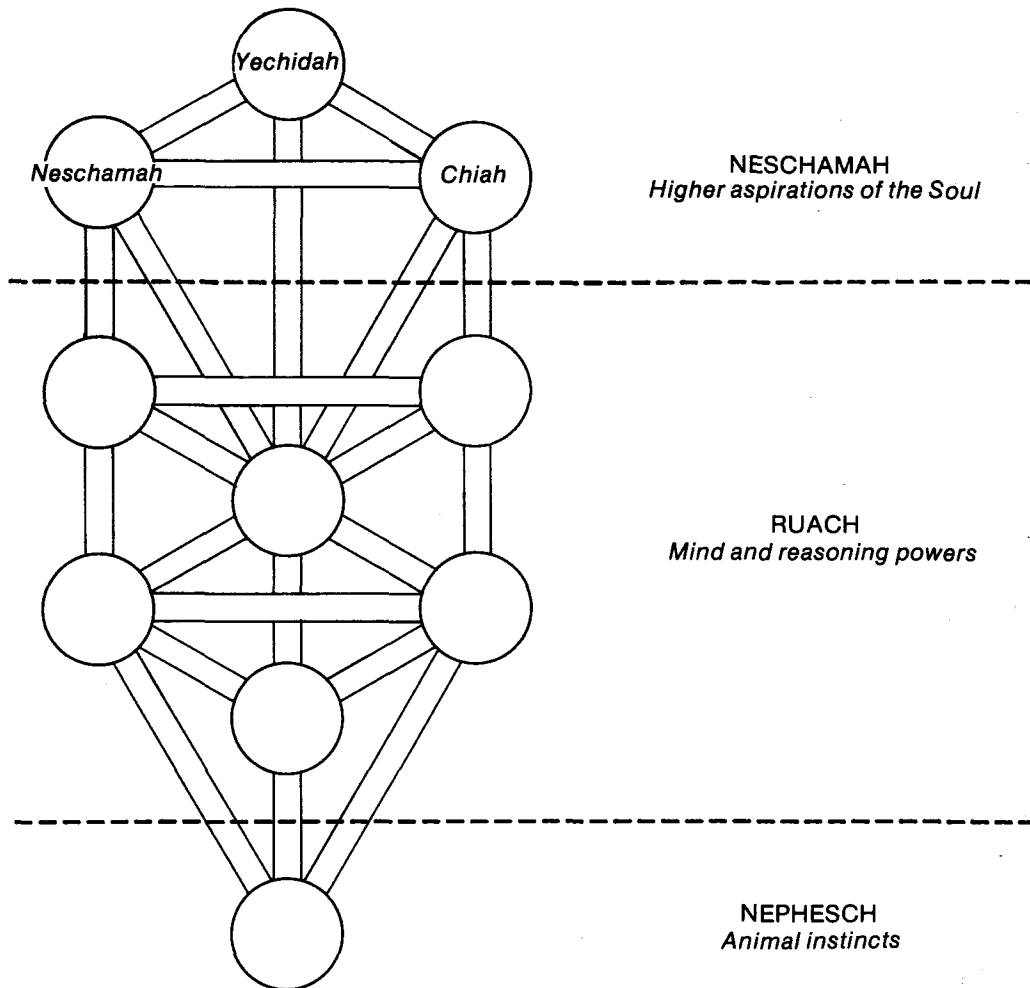 Yechidah
Neschamah
Chiah
NESCHAMAH
Higher aspirations of the Soul
RUACH
Mind and reasoning powers
NEPHESCH
Animal instincts